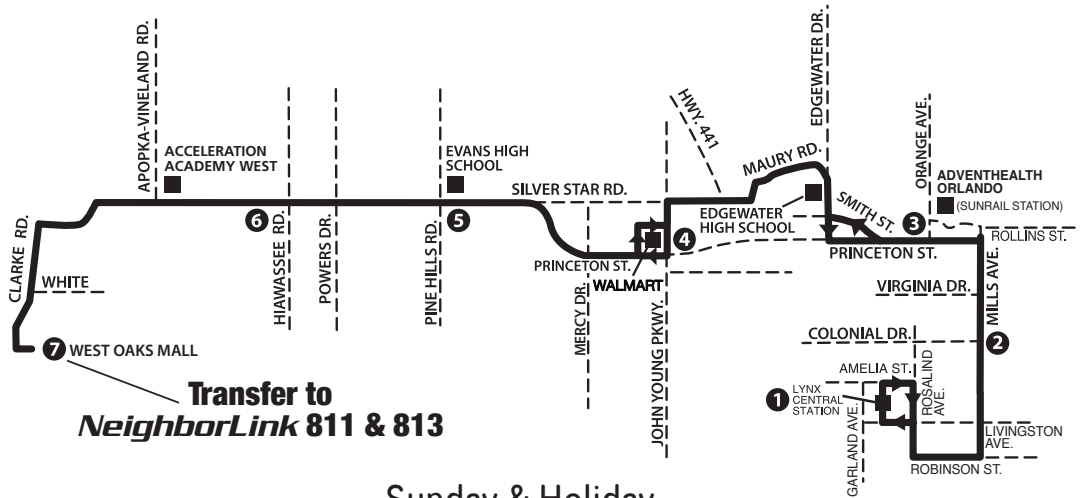 APOPKA-VINELAND RD.
ACCELERATION
ACADEMY WEST
EVANS HIGH
SCHOOL
HWY. 441
EDGEWATER DR.
ORANGE AVE.
ADVENTHEALTH
ORLANDO
(SUNRAIL STATION)
MAURY RD.
SILVER STAR RD.
SMITH ST.
EDGEWATER
HIGH SCHOOL
ROLLINS ST.
CLARKE RD.
6
HIAWASSEE RD.
POWERS DR.
5
PINE HILLS RD.
4
3
PRINCETON ST.
PRINCETON ST.
WALMART
WHITE
MERCY DR.
JOHN YOUNG PKWY.
VIRGINIA DR.
MILLS AVE.
COLONIAL DR.
2
7 WEST OAKS MALL
AMELIA ST.
1 LYNX
CENTRAL
STATION
ROSALIND
AVE.
GARLAND AVE.
LIVINGSTON
AVE.
ROBINSON ST.
Transfer to
NeighborLink 811 & 813
Sunday & Holiday